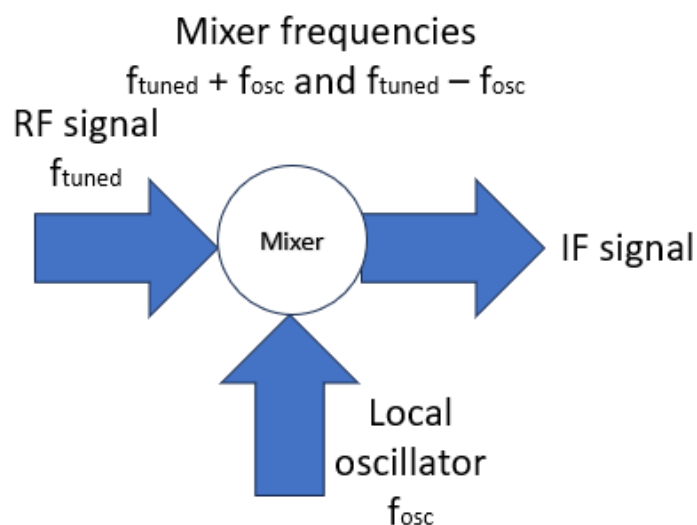 Mixer frequencies
ftuned + fosc and ftuned – fosc
RF signal
ftuned
Mixer
IF signal
Local
oscillator
fosc